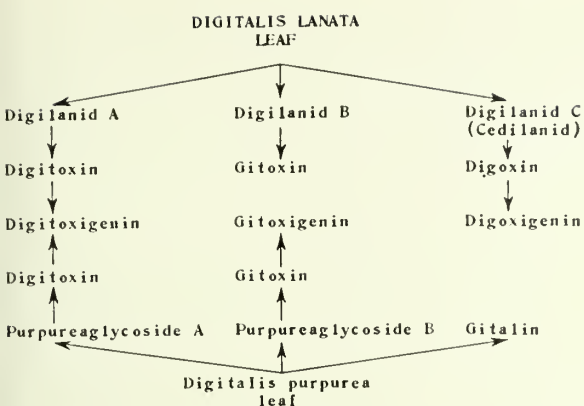 DIGITALIS LANATA
LEAF
Digilanid A Digilanid B Digilanid C
(Cedilanid)
Digitoxin Gitoxin Digoxin
Digitoxigenin Gitoxigenin Digoxigenin
Digitoxin Gitoxin
Purpureaglycoside A Purpureaglycoside B Gitalin
Digitalis purpurea
leaf